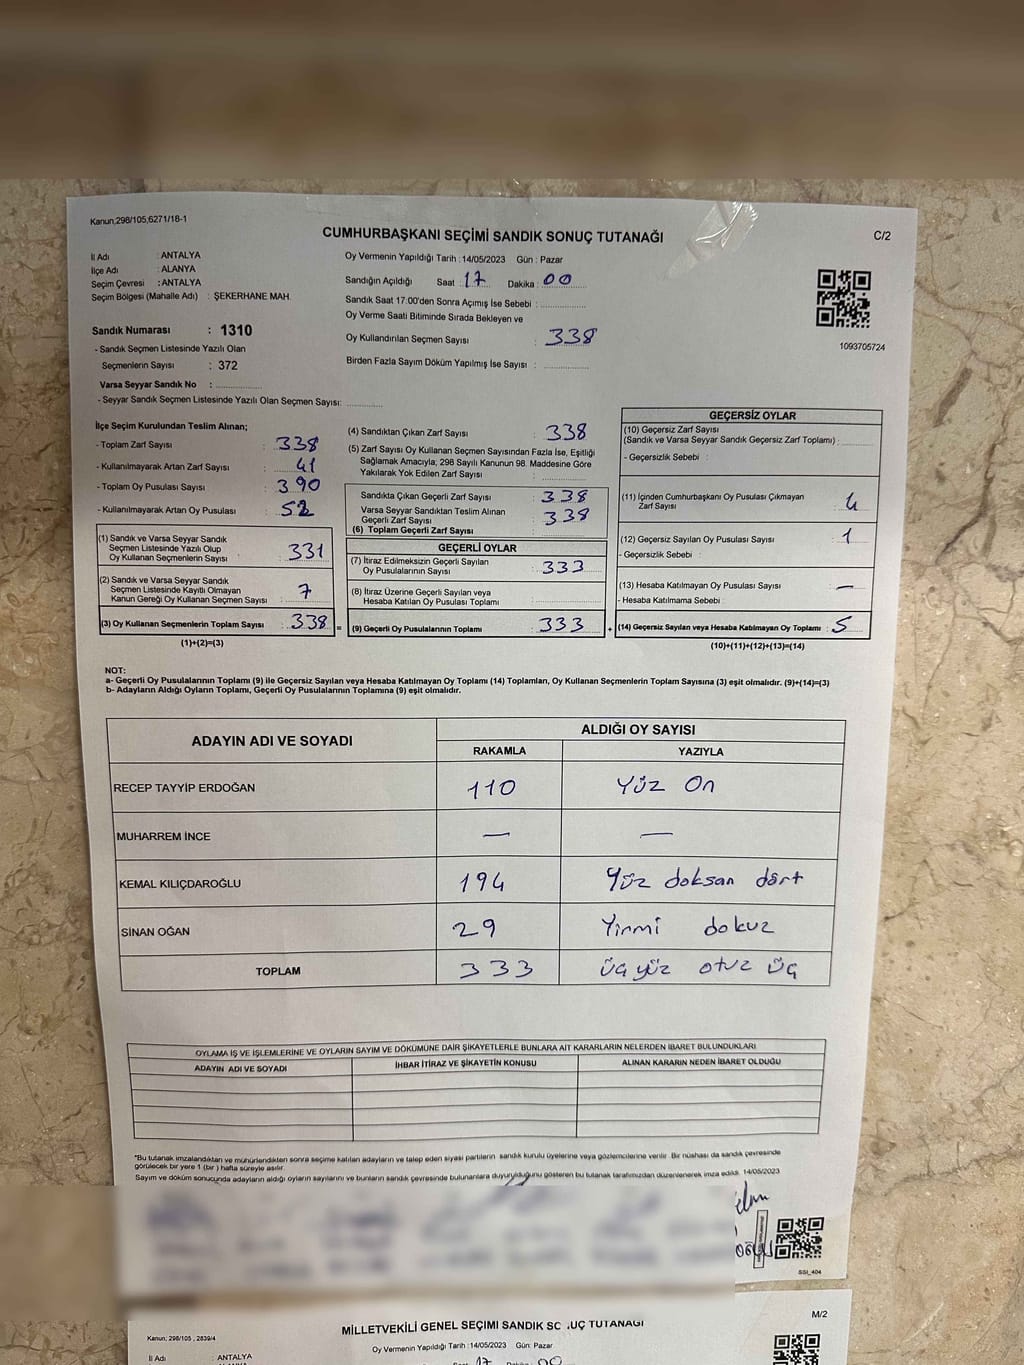 Kanun;298/105,6271/18-1
CUMHURBAŞKANI SEÇİMİ SANDIK SONUÇ TUTANAĞI
C/2
İl Adı : ANTALYA
İlçe Adı : ALANYA
Seçim Çevresi : ANTALYA
Seçim Bölgesi (Mahalle Adı) : ŞEKERHANE MAH.
Sandık Numarası : 1310
- Sandık Seçmen Listesinde Yazılı Olan
Seçmenlerin Sayısı : 372
Varsa Seyyar Sandık No :
- Seyyar Sandık Seçmen Listesinde Yazılı Olan Seçmen Sayısı:
Oy Vermenin Yapıldığı Tarih :14/05/2023 Gün : Pazar
Sandığın Açıldığı Saat : 17 Dakika : 00
Sandık Saat 17:00'den Sonra Açımış İse Sebebi :
Oy Verme Saati Bitiminde Sırada Bekleyen ve
Oy Kullandırılan Seçmen Sayısı : 338
Birden Fazla Sayım Döküm Yapılmış İse Sayısı :
1093705724
İlçe Seçim Kurulundan Teslim Alınan;
- Toplam Zarf Sayısı : 338
- Kullanılmayarak Artan Zarf Sayısı : 41
- Toplam Oy Pusulası Sayısı : 390
- Kullanılmayarak Artan Oy Pusulası : 52
(1) Sandık ve Varsa Seyyar Sandık
Seçmen Listesinde Yazılı Olup
Oy Kullanan Seçmenlerin Sayısı : 331
(2) Sandık ve Varsa Seyyar Sandık
Seçmen Listesinde Kayıtlı Olmayan
Kanun Gereği Oy Kullanan Seçmen Sayısı : 7
(3) Oy Kullanan Seçmenlerin Toplam Sayısı : 338 =
(1)+(2)=(3)
(4) Sandıktan Çıkan Zarf Sayısı : 338
(5) Zarf Sayısı Oy Kullanan Seçmen Sayısından Fazla İse, Eşitliği
Sağlamak Amacıyla, 298 Sayılı Kanunun 98. Maddesine Göre
Yakılarak Yok Edilen Zarf Sayısı :
Sandıkta Çıkan Geçerli Zarf Sayısı : 338
Varsa Seyyar Sandıktan Teslim Alınan
Geçerli Zarf Sayısı : 338
(6) Toplam Geçerli Zarf Sayısı :
GEÇERLİ OYLAR
(7) İtiraz Edilmeksizin Geçerli Sayılan
Oy Pusulalarının Sayısı : 333
(8) İtiraz Üzerine Geçerli Sayılan veya
Hesaba Katılan Oy Pusulası Toplamı :
(9) Geçerli Oy Pusulalarının Toplamı : 333 +
GEÇERSİZ OYLAR
(10) Geçersiz Zarf Sayısı
(Sandık ve Varsa Seyyar Sandık Geçersiz Zarf Toplamı) :
- Geçersizlik Sebebi :
(11) İçinden Cumhurbaşkanı Oy Pusulası Çıkmayan
Zarf Sayısı : 4
(12) Geçersiz Sayılan Oy Pusulası Sayısı : 1
- Geçersizlik Sebebi :
(13) Hesaba Katılmayan Oy Pusulası Sayısı : —
- Hesaba Katılmama Sebebi :
(14) Geçersiz Sayılan veya Hesaba Katılmayan Oy Toplamı : 5
(10)+(11)+(12)+(13)=(14)
NOT:
a- Geçerli Oy Pusulalarının Toplamı (9) ile Geçersiz Sayılan veya Hesaba Katılmayan Oy Toplamı (14) Toplamları, Oy Kullanan Seçmenlerin Toplam Sayısına (3) eşit olmalıdır. (9)+(14)=(3)
b- Adayların Aldığı Oyların Toplamı, Geçerli Oy Pusulalarının Toplamına (9) eşit olmalıdır.
ADAYIN ADI VE SOYADI
ALDIĞI OY SAYISI
RAKAMLA YAZIYLA
RECEP TAYYİP ERDOĞAN 110 Yüz On
MUHARREM İNCE — —
KEMAL KILIÇDAROĞLU 194 Yüz doksan dört
SİNAN OĞAN 29 Yirmi dokuz
TOPLAM 333 üç yüz otuz üç
OYLAMA İŞ VE İŞLEMLERİNE VE OYLARIN SAYIM VE DÖKÜMÜNE DAİR ŞİKAYETLERLE BUNLARA AİT KARARLARIN NELERDEN İBARET BULUNDUKLARI
ADAYIN ADI VE SOYADI İHBAR İTİRAZ VE ŞİKAYETİN KONUSU ALINAN KARARIN NEDEN İBARET OLDUĞU
*Bu tutanak imzalandıktan ve mühürlendikten sonra seçime katılan adayların ve talep eden siyasi partilerin sandık kurulu üyelerine veya gözlemcilerine verilir. Bir nüshası da sandık çevresinde
görülecek bir yere 1 (bir) hafta süreyle asılır.
Sayım ve döküm sonucunda adayların aldığı oyların sayılarını ve bunların sandık çevresinde bulunanlara duyurulduğunu gösteren bu tutanak tarafımızdan düzenlenerek imza edildi. 14/05/2023
SSI_404
Kanun; 298/105 , 2839/4
MİLLETVEKİLİ GENEL SEÇİMİ SANDIK SONUÇ TUTANAĞI
M/2
Oy Vermenin Yapıldığı Tarih :14/05/2023 Gün: Pazar
İl Adı : ANTALYA
17 00